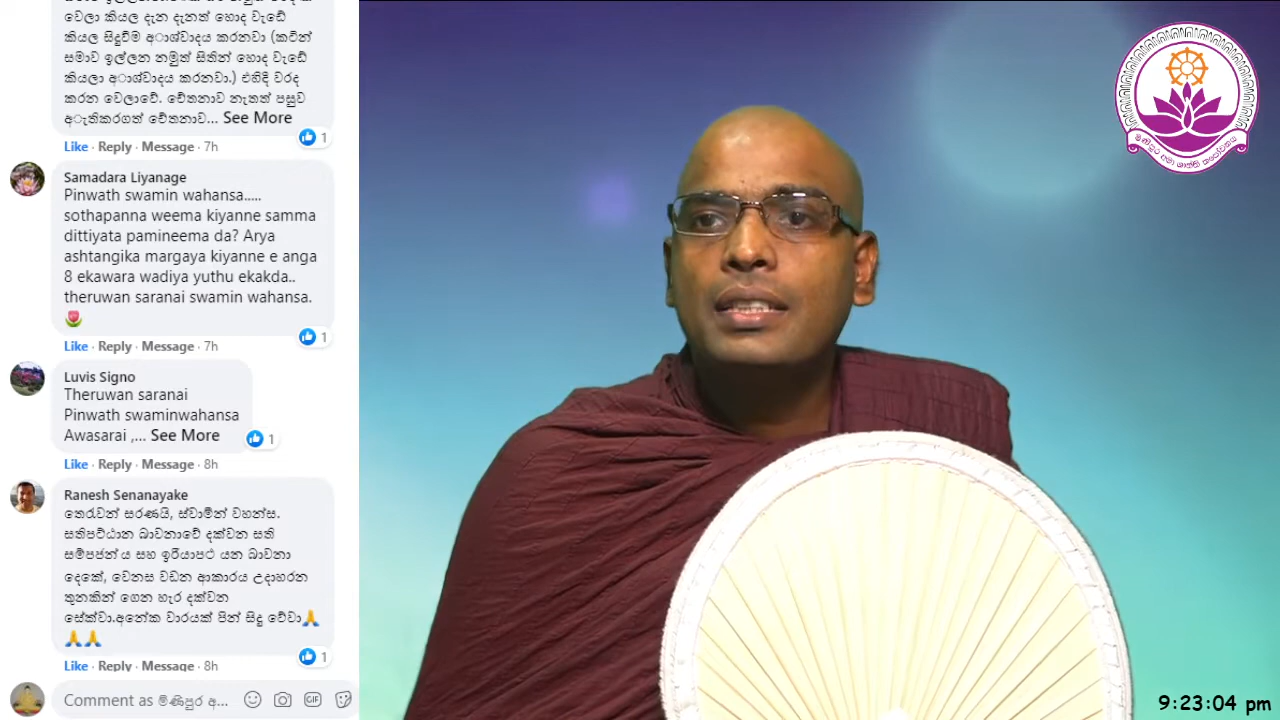 වෙලා කියල දැන දැනත් හොද වැඩේ
කියල සිදුවීම අාශ්වාදය කරනවා (කටින්
සමාව ඉල්ලන නමුත් සිතින් හොද වැඩේ
කියලා අාශ්වාදය කරනවා.) එහිදී වරද
කරන වෙලාවේ. චේතනාව නැතත් පසුව
අැතිකරගත් චේතනාව... See More
1
Like · Reply · Message · 7h
Samadara Liyanage
Pinwath swamin wahansa.....
sothapanna weema kiyanne samma
dittiyata pamineema da? Arya
ashtangika margaya kiyanne e anga
8 ekawara wadiya yuthu ekakda..
theruwan saranai swamin wahansa.
🌷
1
Like · Reply · Message · 7h
Luvis Signo
Theruwan saranai
Pinwath swaminwahansa
Awasarai ,... See More
1
Like · Reply · Message · 8h
Ranesh Senanayake
තෙරුවන් සරණයි, ස්වාමීන් වහන්ස.
සතිපට්ඨාන බාවනාවේ දක්වන සති
සම්පජන්ය සහ ඉරියාපථ යන බාවනා
දෙකේ, වෙනස වඩන ආකාරය උදාහරන
තුනකින් ගෙන හැර දක්වන
සේක්වා.අනේක වාරයක් පින් සිදු වේවා🙏
🙏🙏
1
Like · Reply · Message · 8h
Comment as මිණිපුර අ...
9:23:04 pm